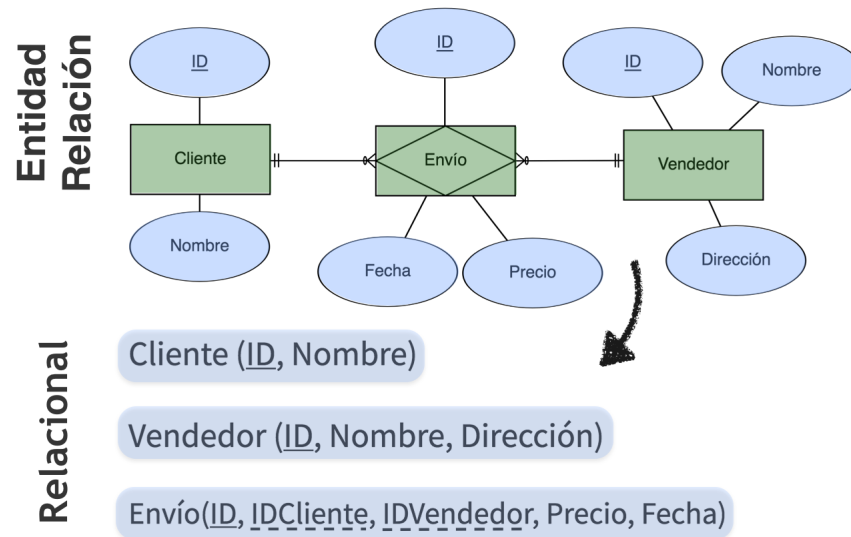 Entidad
Relación
ID
Cliente
Nombre
ID
Envío
Fecha
Precio
ID
Nombre
Vendedor
Dirección
Relacional
Cliente (ID, Nombre)
Vendedor (ID, Nombre, Dirección)
Envío(ID, IDCliente, IDVendedor, Precio, Fecha)